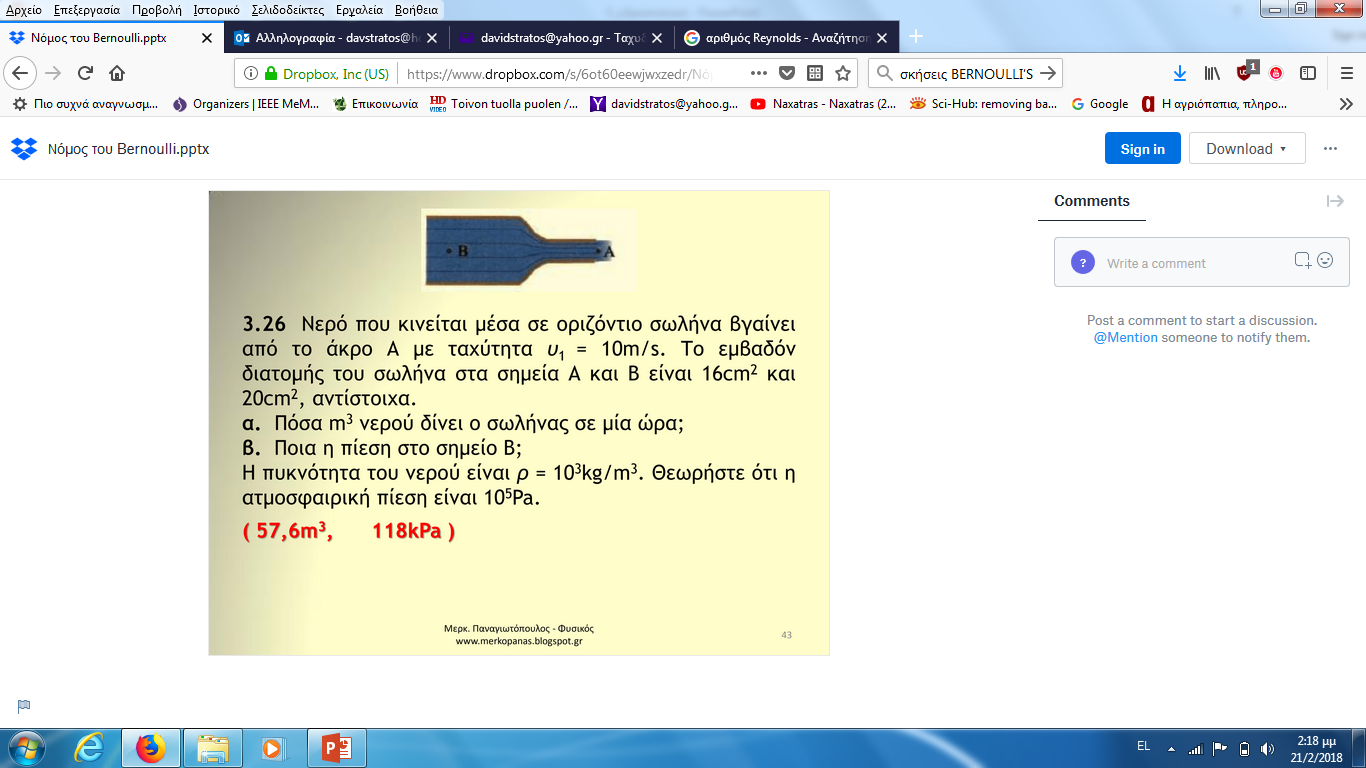 Αρχείο Επεξεργασία Προβολή Ιστορικό Σελιδοδείκτες Εργαλεία Βοήθεια
Νόμος του Bernoulli.pptx
Αλληλογραφία - davstratos@h
davidstratos@yahoo.gr - Ταχυδ
αριθμός Reynolds - Αναζήτηση
Dropbox, Inc (US) https://www.dropbox.com/s/6ot60eewjwxzedr/Νό
σκήσεις BERNOULLI'S
Πιο συχνά αναγνωσμ... Organizers | IEEE MeM... Επικοινωνία HD VIDEO Toivon tuolla puolen /... davidstratos@yahoo.g... Naxatras - Naxatras (2... Sci-Hub: removing ba... Google Η αγριόπαπια, πληρο...
Νόμος του Bernoulli.pptx
Sign in Download
Comments
? Write a comment
Post a comment to start a discussion.
@Mention someone to notify them.
B A
3.26 Νερό που κινείται μέσα σε οριζόντιο σωλήνα βγαίνει
από το άκρο Α με ταχύτητα υ₁ = 10m/s. Το εμβαδόν
διατομής του σωλήνα στα σημεία Α και Β είναι 16cm² και
20cm², αντίστοιχα.
α. Πόσα m³ νερού δίνει ο σωλήνας σε μία ώρα;
β. Ποια η πίεση στο σημείο Β;
Η πυκνότητα του νερού είναι ρ = 10³kg/m³. Θεωρήστε ότι η
ατμοσφαιρική πίεση είναι 10⁵Pa.
( 57,6m³, 118kPa )
Μερκ. Παναγιωτόπουλος - Φυσικός
www.merkopanas.blogspot.gr
43
EL
2:18 μμ
21/2/2018